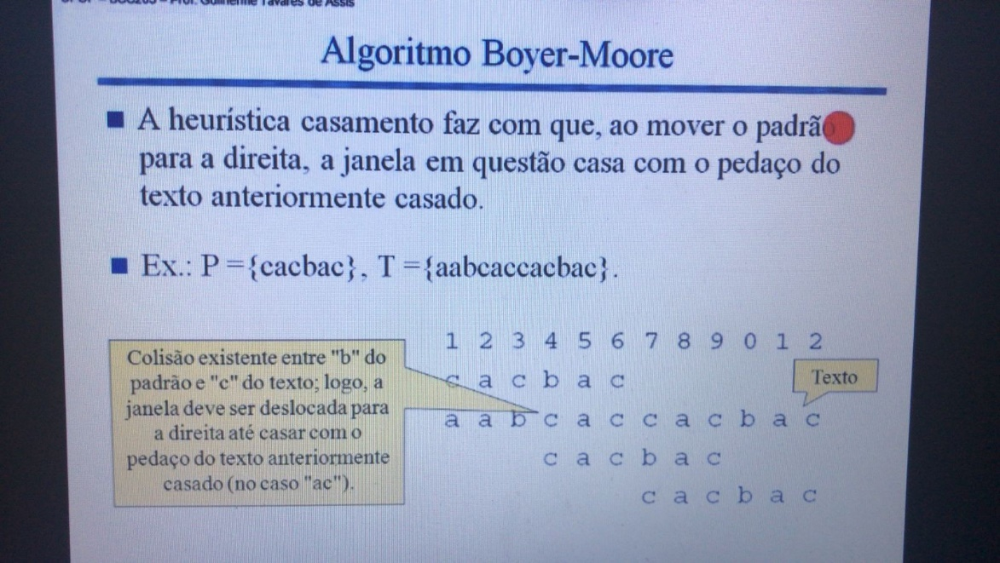 Prof. Guilherme Tavares de Assis
Algoritmo Boyer-Moore
A heurística casamento faz com que, ao mover o padrão
para a direita, a janela em questão casa com o pedaço do
texto anteriormente casado.
Ex.: P ={cacbac}, T ={aabcaccacbac}.
1 2 3 4 5 6 7 8 9 0 1 2
c a c b a c
a a b c a c c a c b a c
c a c b a c
c a c b a c
Colisão existente entre "b" do
padrão e "c" do texto; logo, a
janela deve ser deslocada para
a direita até casar com o
pedaço do texto anteriormente
casado (no caso "ac").
Texto